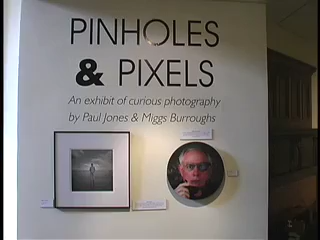 PINHOLES
& PIXELS
An exhibit of curious photography
by Paul Jones & Miggs Burroughs